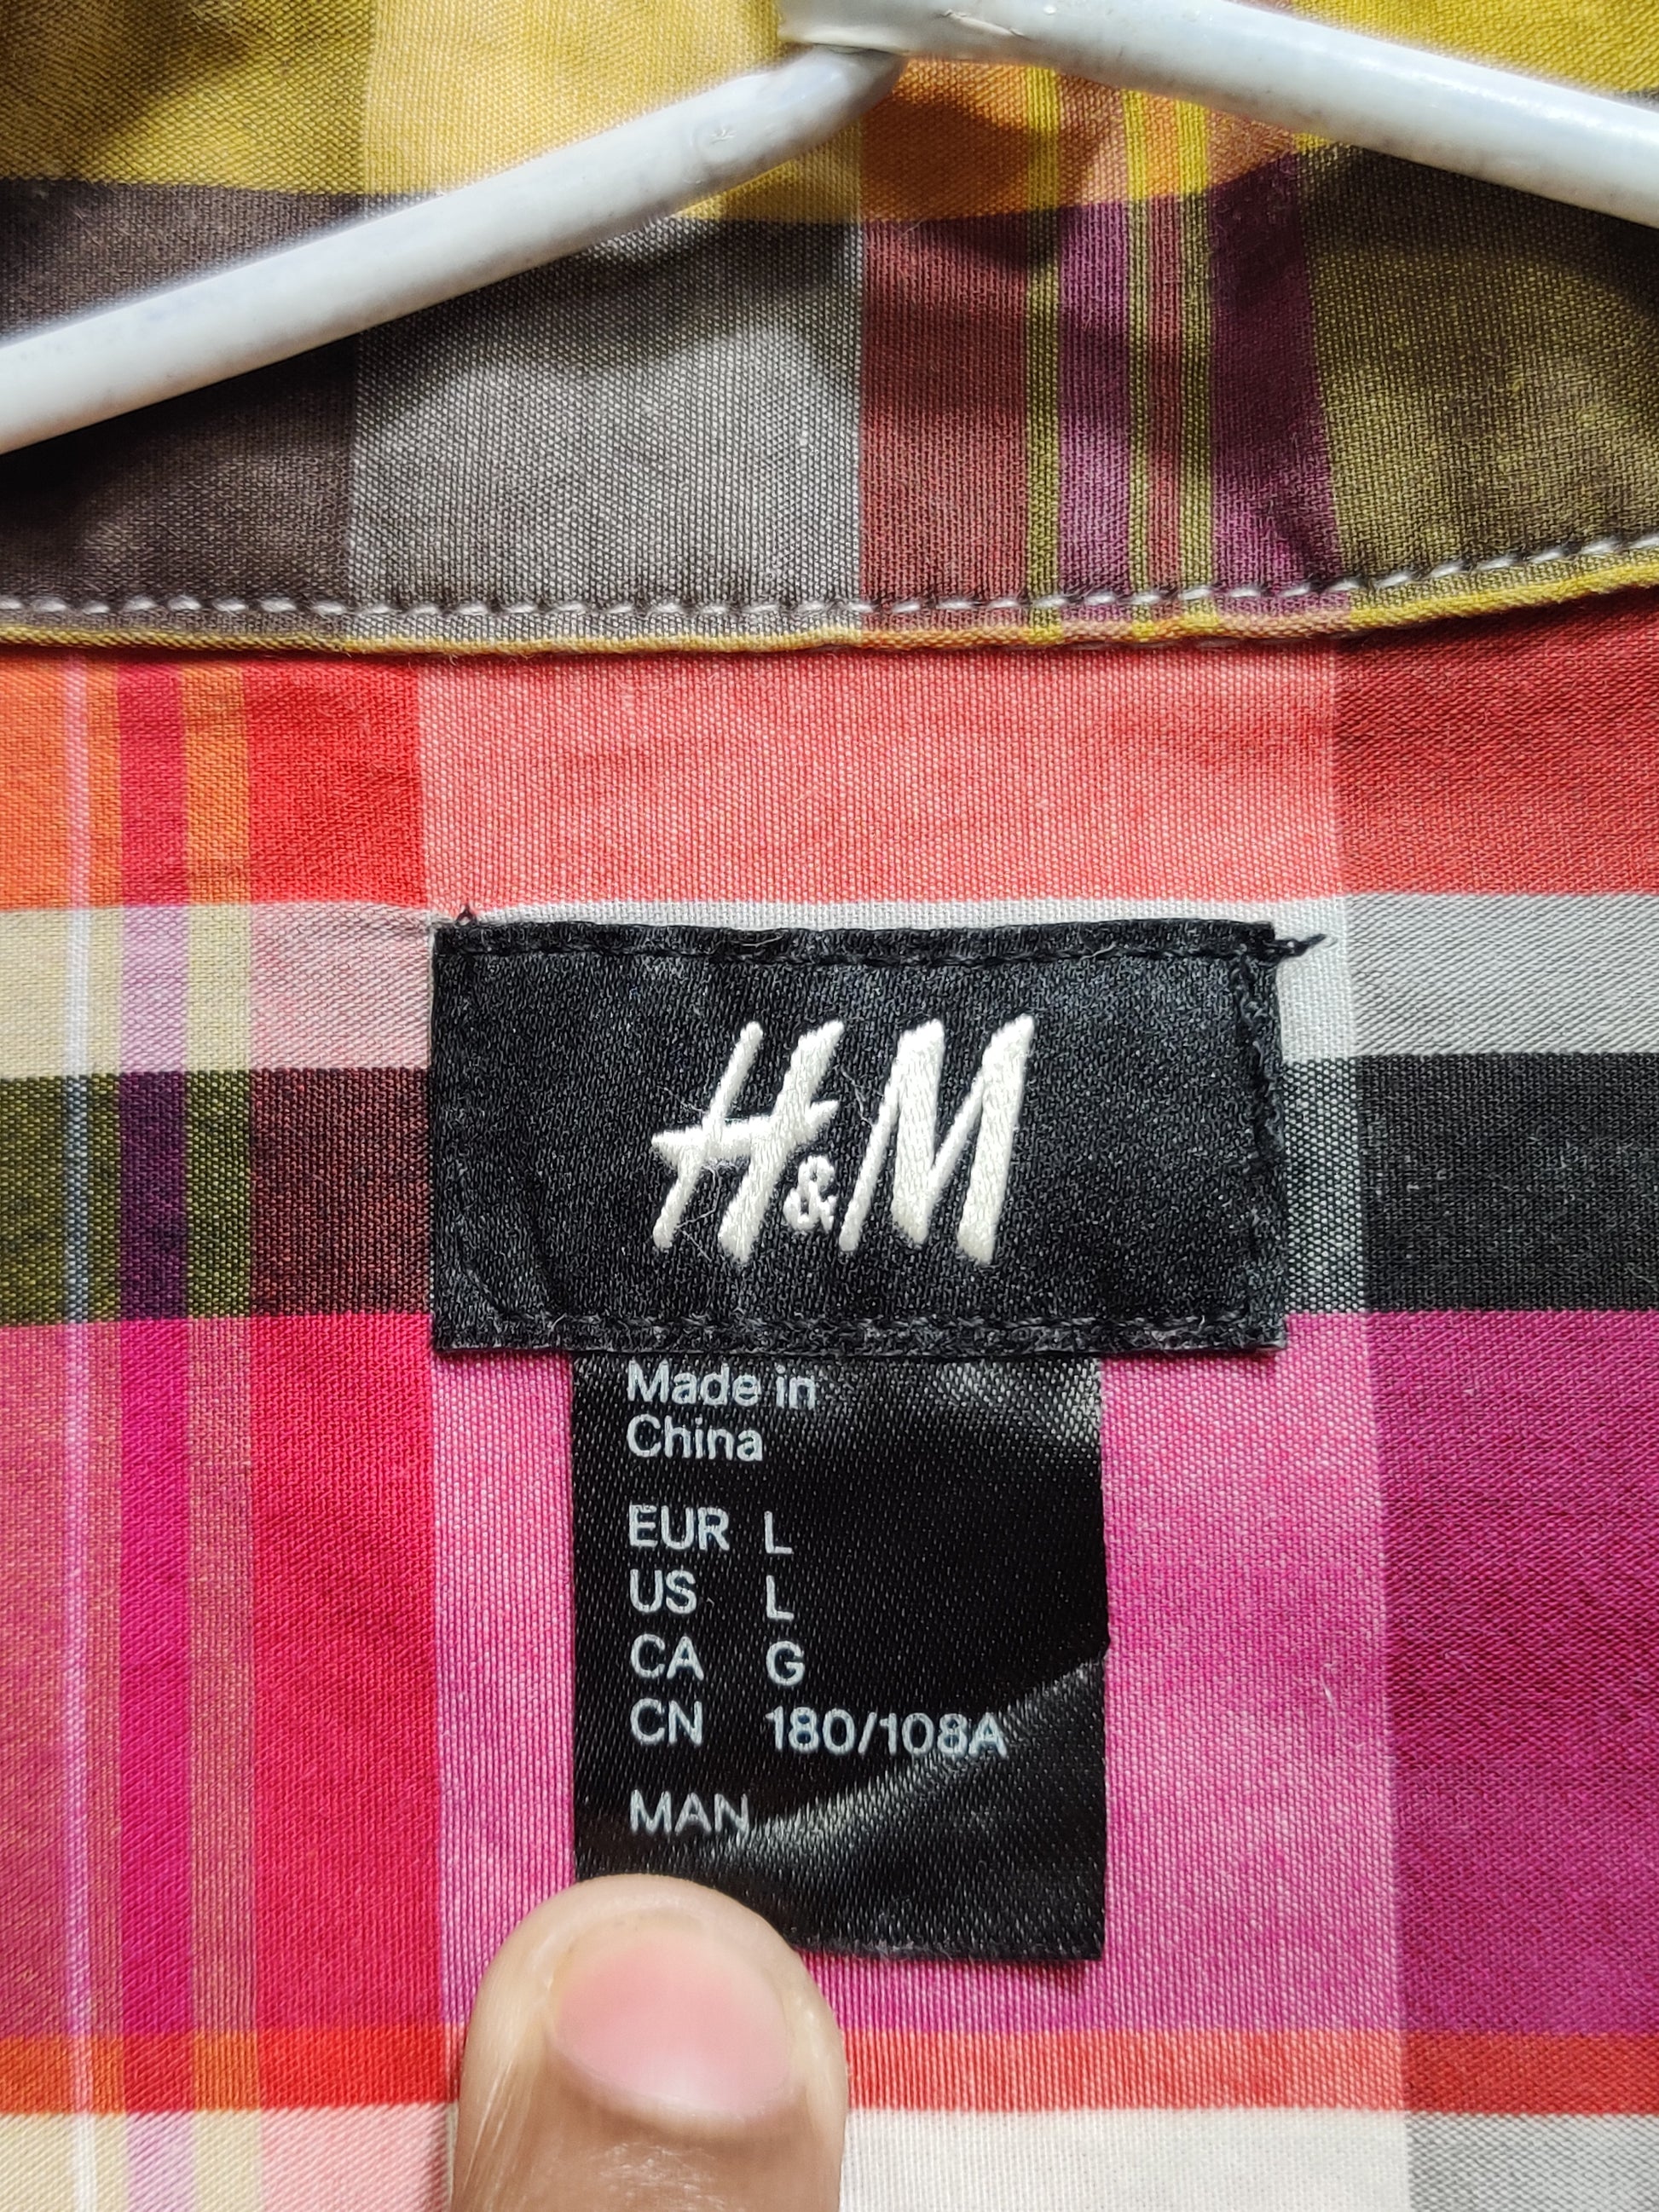 H&M
Made in
China
EUR L
US L
CA G
CN 180/108A
MAN